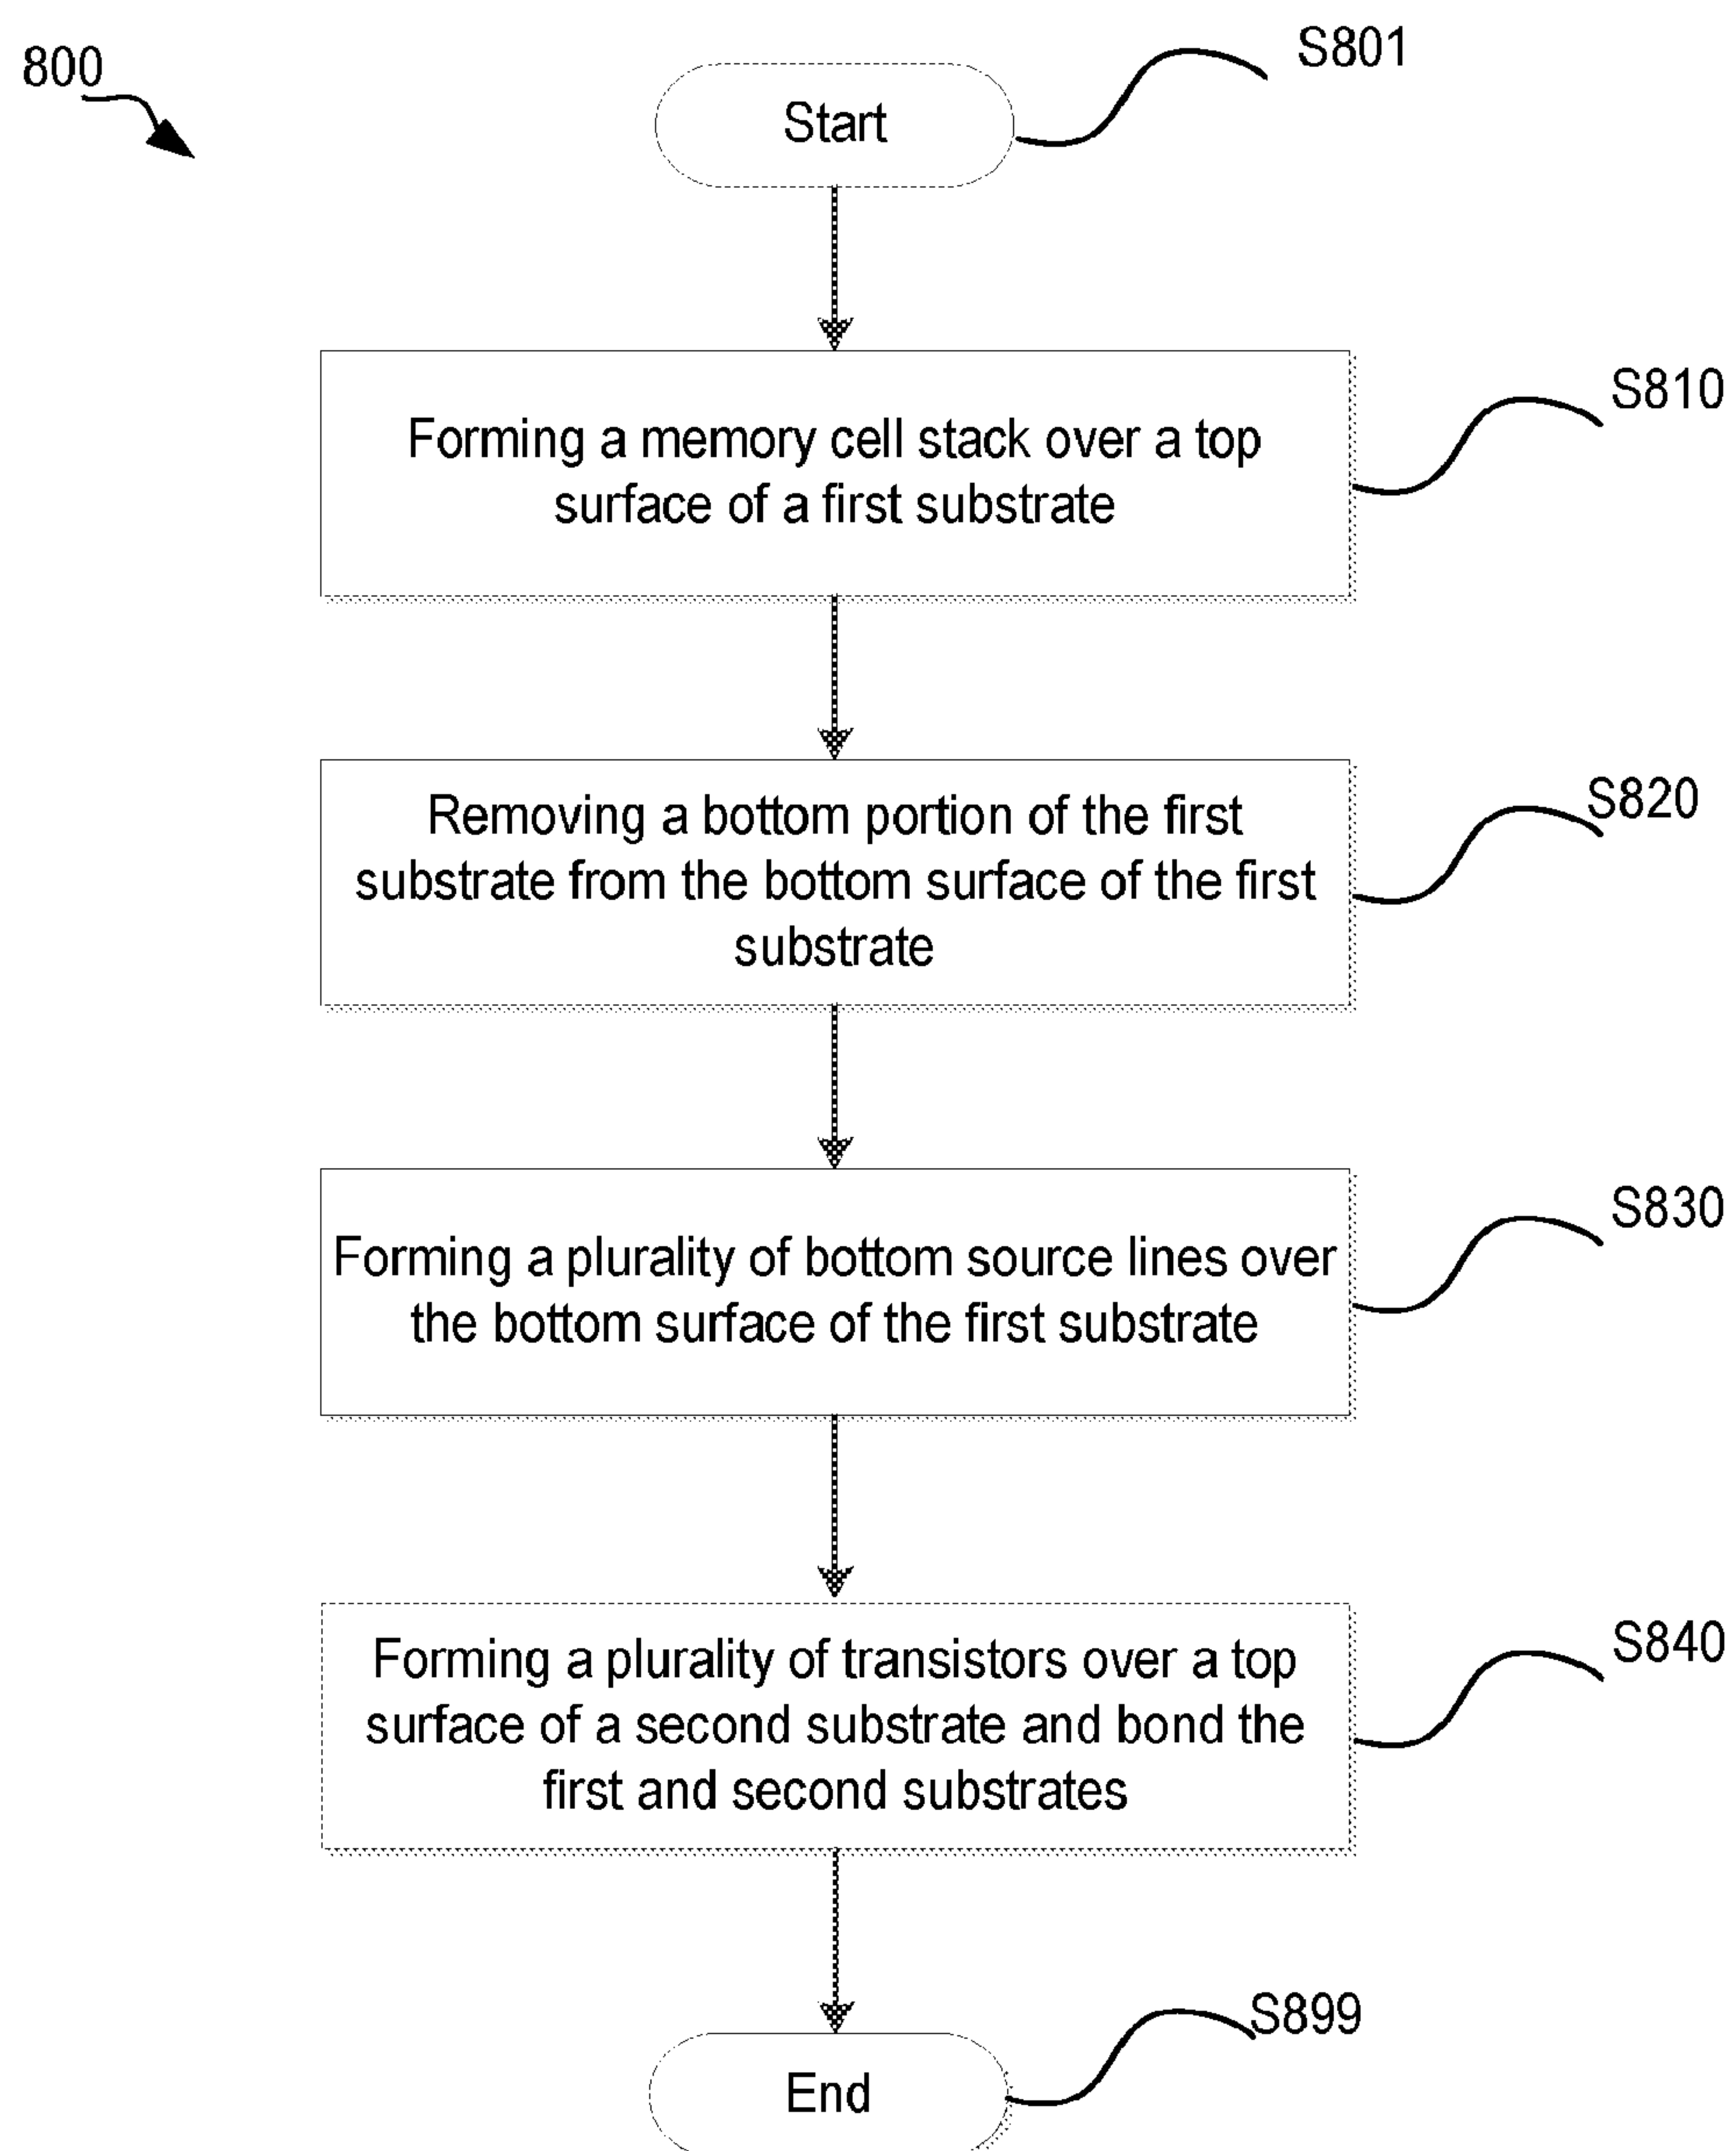 800
S801
Start
S810
Forming a memory cell stack over a top
surface of a first substrate
S820
Removing a bottom portion of the first
substrate from the bottom surface of the first
substrate
S830
Forming a plurality of bottom source lines over
the bottom surface of the first substrate
S840
Forming a plurality of transistors over a top
surface of a second substrate and bond the
first and second substrates
S899
End